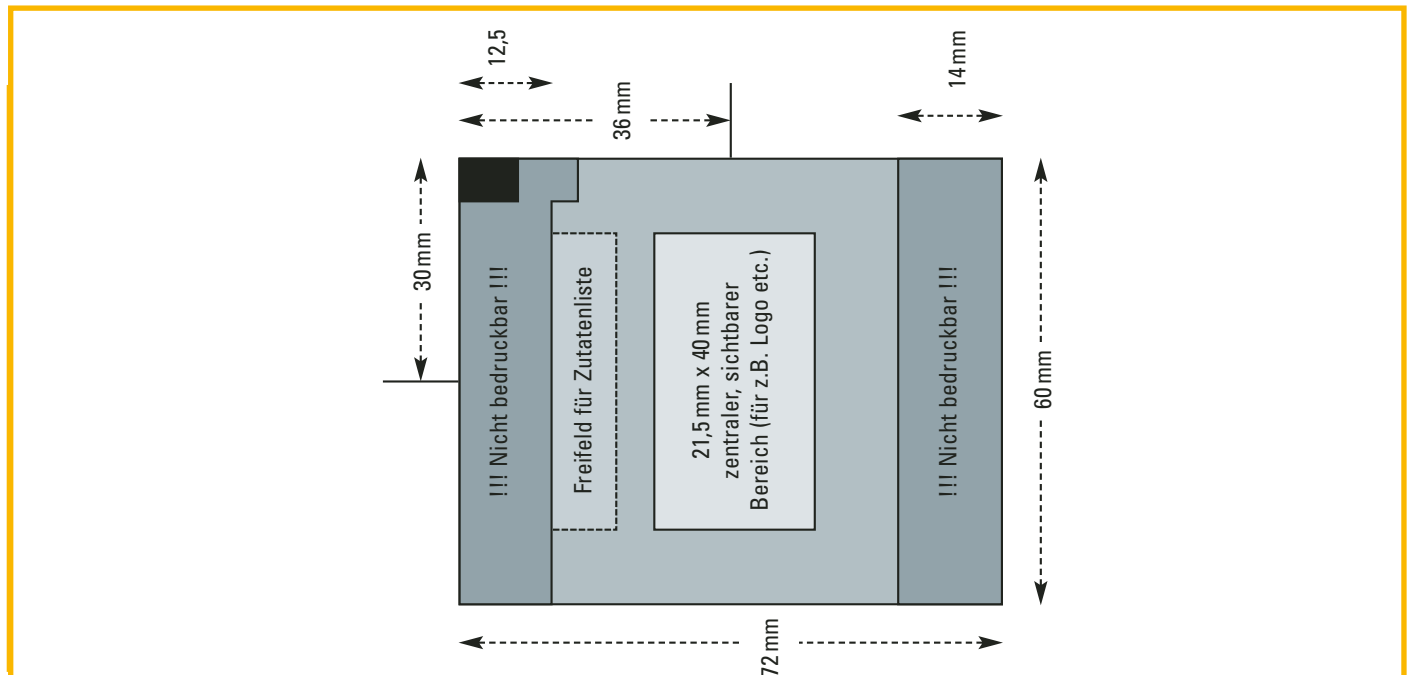 12,5
36 mm
14 mm
30 mm
!!! Nicht bedruckbar !!!
Freifeld für Zutatenliste
21,5 mm x 40 mm
zentraler, sichtbarer
Bereich (für z.B. Logo etc.)
!!! Nicht bedruckbar !!!
60 mm
72 mm